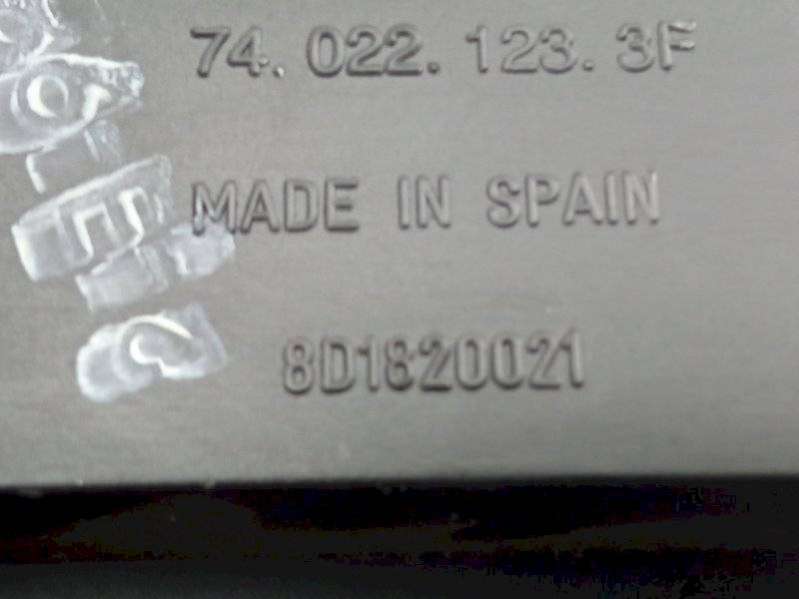 74. 022. 123. 3F
MADE IN SPAIN
8D1820021